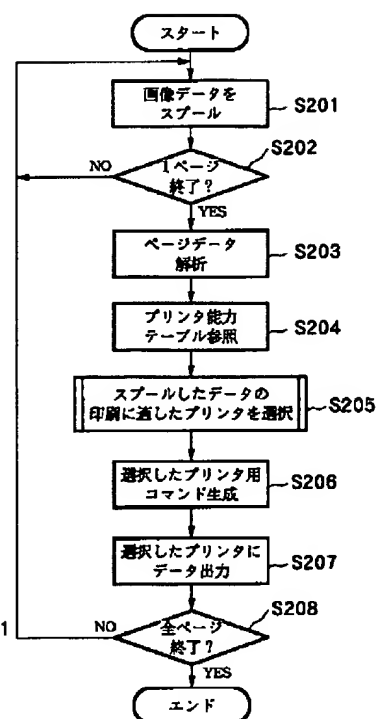 スタート
画像データを
スプール
S201
S202
1ページ
終了?
NO
YES
ページデータ
解析
S203
プリンタ能力
テーブル参照
S204
スプールしたデータの
印刷に適したプリンタを選択
S205
選択したプリンタ用
コマンド生成
S206
選択したプリンタに
データ出力
S207
S208
全ページ
終了?
1
NO
YES
エンド